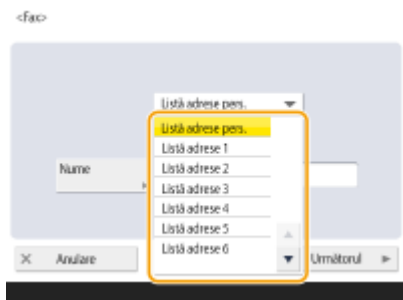 <Fax>
Listă adrese pers.
Listă adrese pers.
Listă adrese 1
Listă adrese 2
Nume
Listă adrese 3
Listă adrese 4
Listă adrese 5
Listă adrese 6
Anulare
Următorul